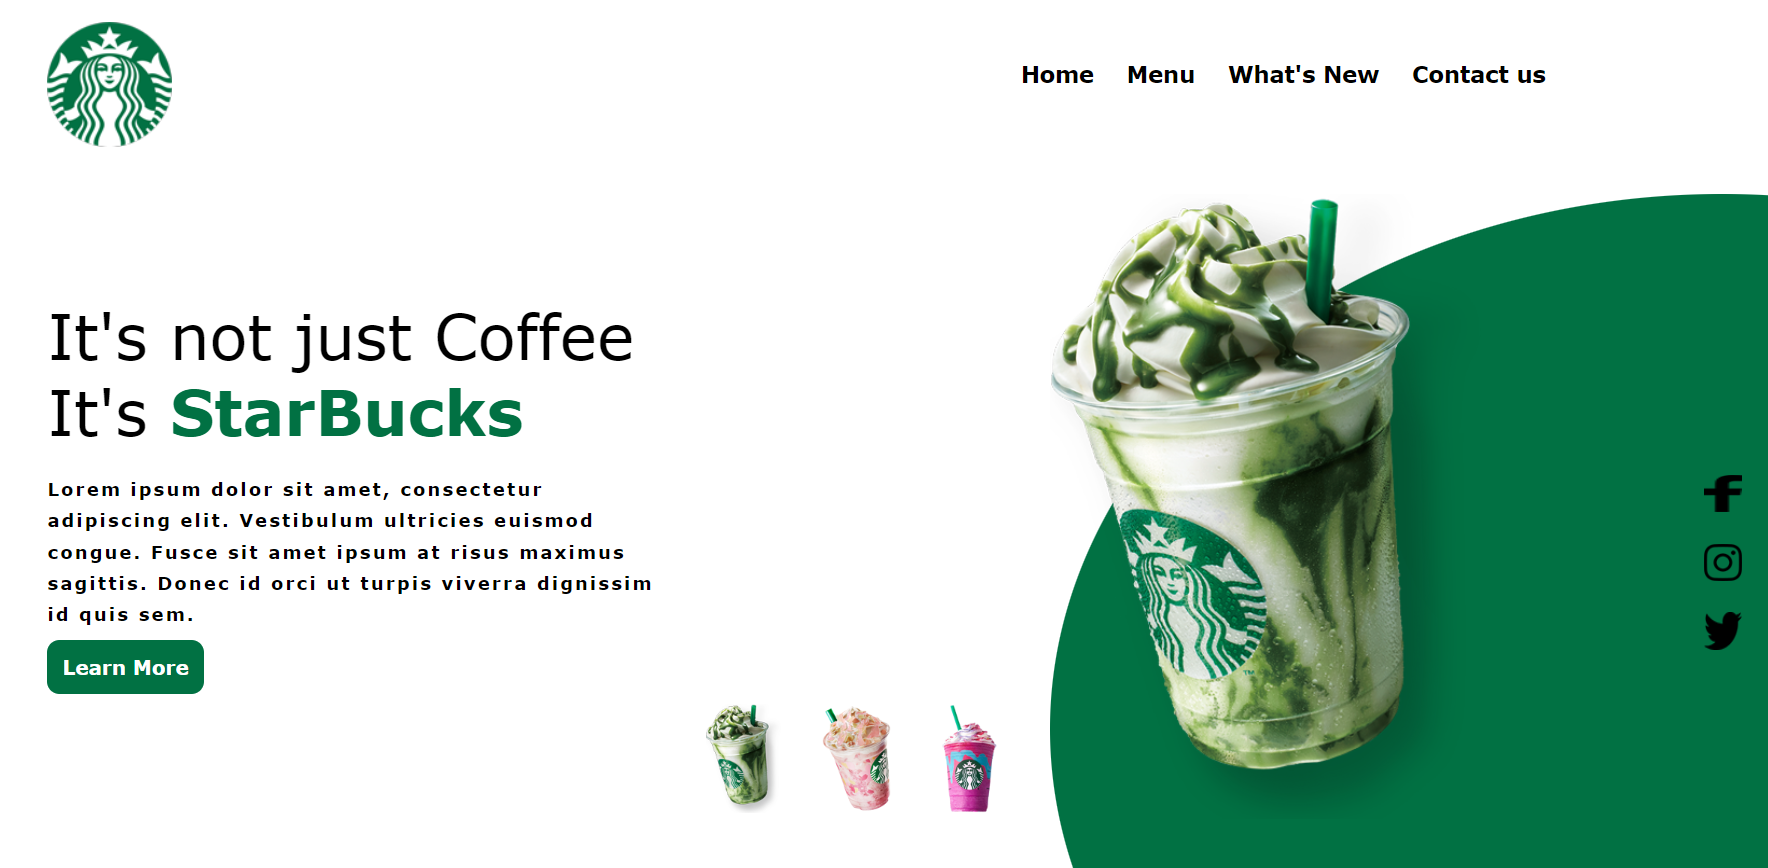 Home Menu What's New Contact us
It's not just Coffee
It's StarBucks
Lorem ipsum dolor sit amet, consectetur
adipiscing elit. Vestibulum ultricies euismod
congue. Fusce sit amet ipsum at risus maximus
sagittis. Donec id orci ut turpis viverra dignissim
id quis sem.
Learn More
TM